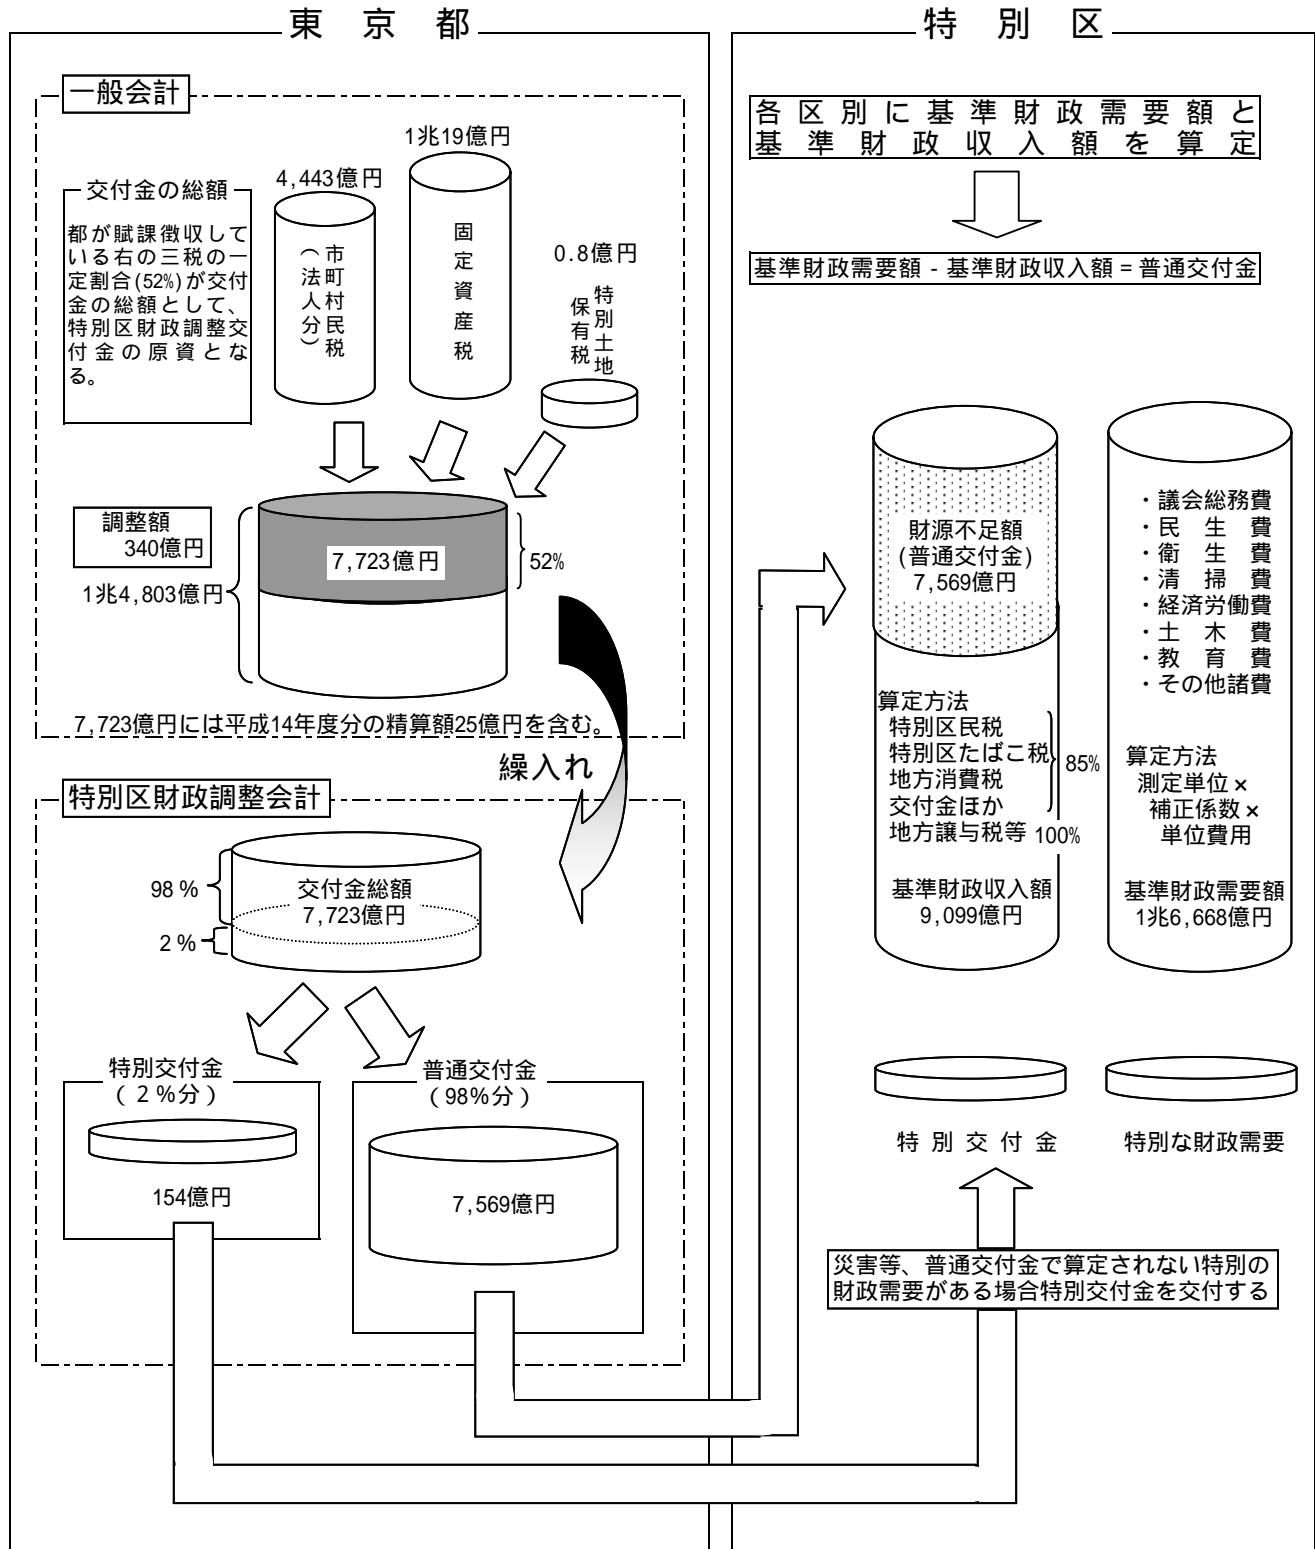 東京都
一般会計
交付金の総額
都が賦課徴収して
いる右の三税の一
定割合(52%)が交付
金の総額として、
特別区財政調整交
付金の原資とな
る。
4,443億円
市町村民税
(法人分)
1兆19億円
固定資産税
0.8億円
特別土地
保有税
調整額
340億円
1兆4,803億円
7,723億円
52%
7,723億円には平成14年度分の精算額25億円を含む。
繰入れ
特別区財政調整会計
98%
2%
交付金総額
7,723億円
特別交付金
(2%分)
154億円
普通交付金
(98%分)
7,569億円
特別区
各区別に基準財政需要額と
基準財政収入額を算定
基準財政需要額-基準財政収入額=普通交付金
財源不足額
(普通交付金)
7,569億円
算定方法
特別区民税
特別区たばこ税
地方消費税
交付金ほか
85%
地方譲与税等 100%
基準財政収入額
9,099億円
・議会総務費
・民生費
・衛生費
・清掃費
・経済労働費
・土木費
・教育費
・その他諸費
算定方法
測定単位×
補正係数×
単位費用
基準財政需要額
1兆6,668億円
特別交付金
特別な財政需要
災害等、普通交付金で算定されない特別の
財政需要がある場合特別交付金を交付する